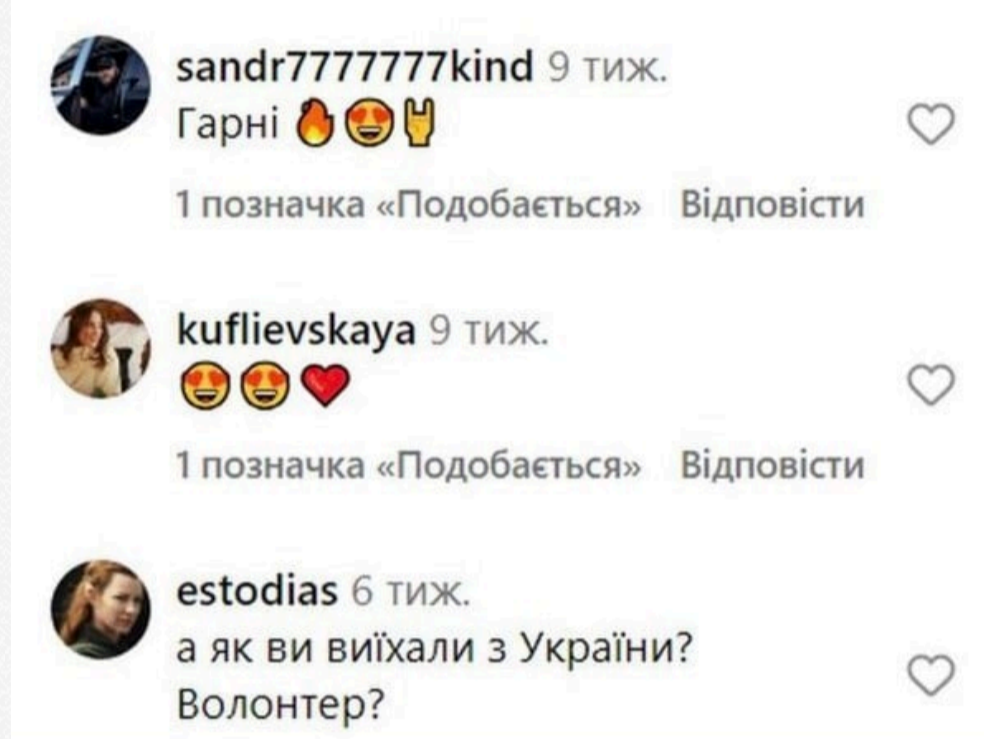 sandr7777777kind 9 тиж.
Гарні 🔥😍🤘
1 позначка «Подобається» Відповісти
kuflievskaya 9 тиж.
😍😍❤️
1 позначка «Подобається» Відповісти
estodias 6 тиж.
а як ви виїхали з України?
Волонтер?